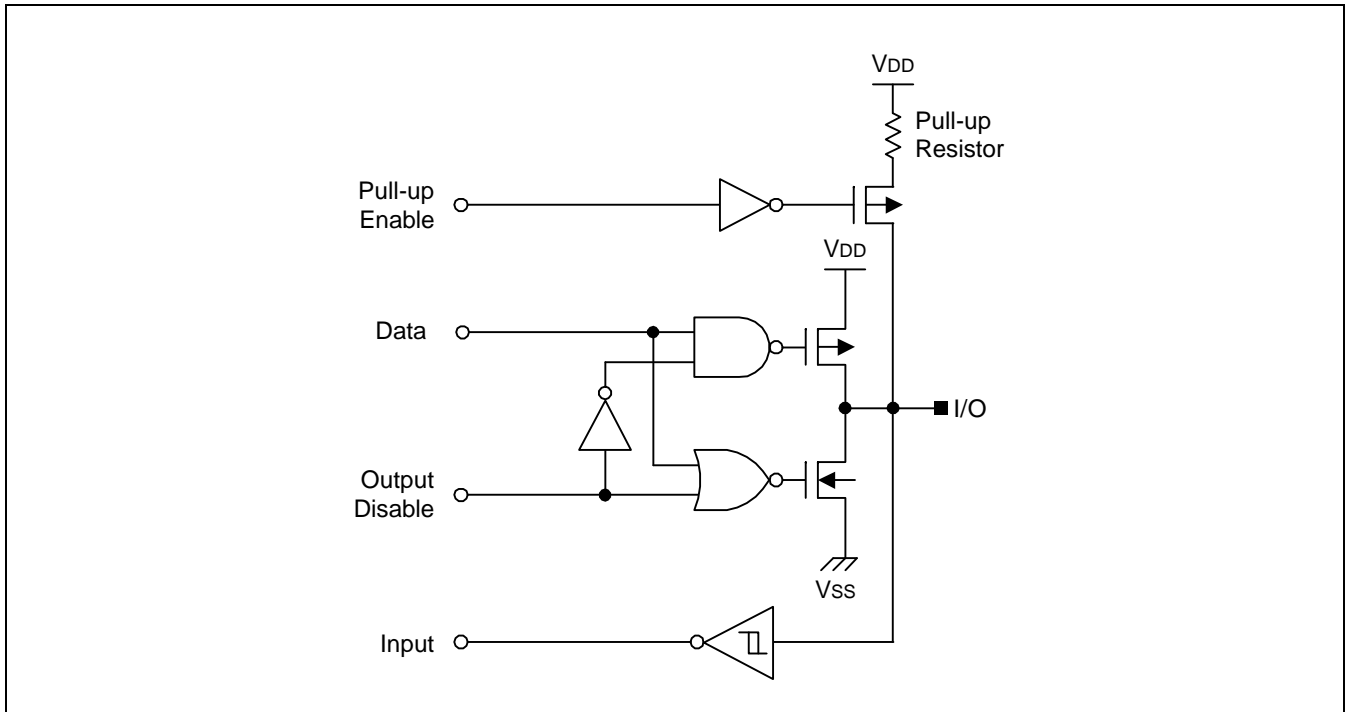 VDD
Pull-up
Resistor
Pull-up
Enable
VDD
Data
I/O
Output
Disable
VSS
Input